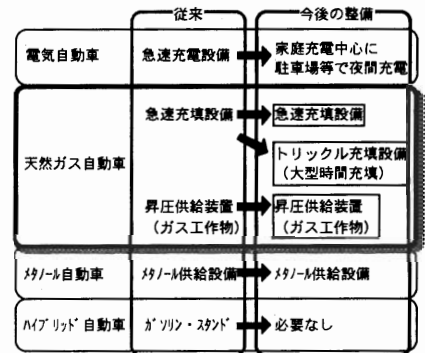 従来 今後の整備
電気自動車 急速充電設備 家庭充電中心に
駐車場等で夜間充電
天然ガス自動車
急速充填設備 急速充填設備
トリックル充填設備
(大型時間充填)
昇圧供給装置 昇圧供給装置
(ガス工作物) (ガス工作物)
ﾒﾀﾉｰﾙ自動車 ﾒﾀﾉｰﾙ供給設備 ﾒﾀﾉｰﾙ供給設備
ﾊｲﾌﾞﾘｯﾄﾞ自動車 ｶﾞｿﾘﾝ・ｽﾀﾝﾄﾞ 必要なし